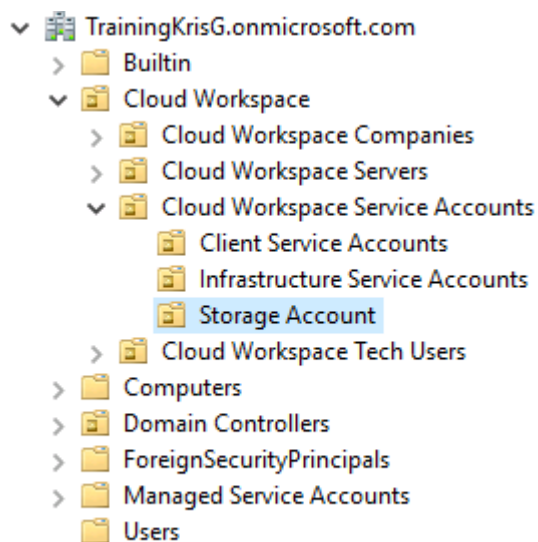 TrainingKrisG.onmicrosoft.com
Builtin
Cloud Workspace
Cloud Workspace Companies
Cloud Workspace Servers
Cloud Workspace Service Accounts
Client Service Accounts
Infrastructure Service Accounts
Storage Account
Cloud Workspace Tech Users
Computers
Domain Controllers
ForeignSecurityPrincipals
Managed Service Accounts
Users